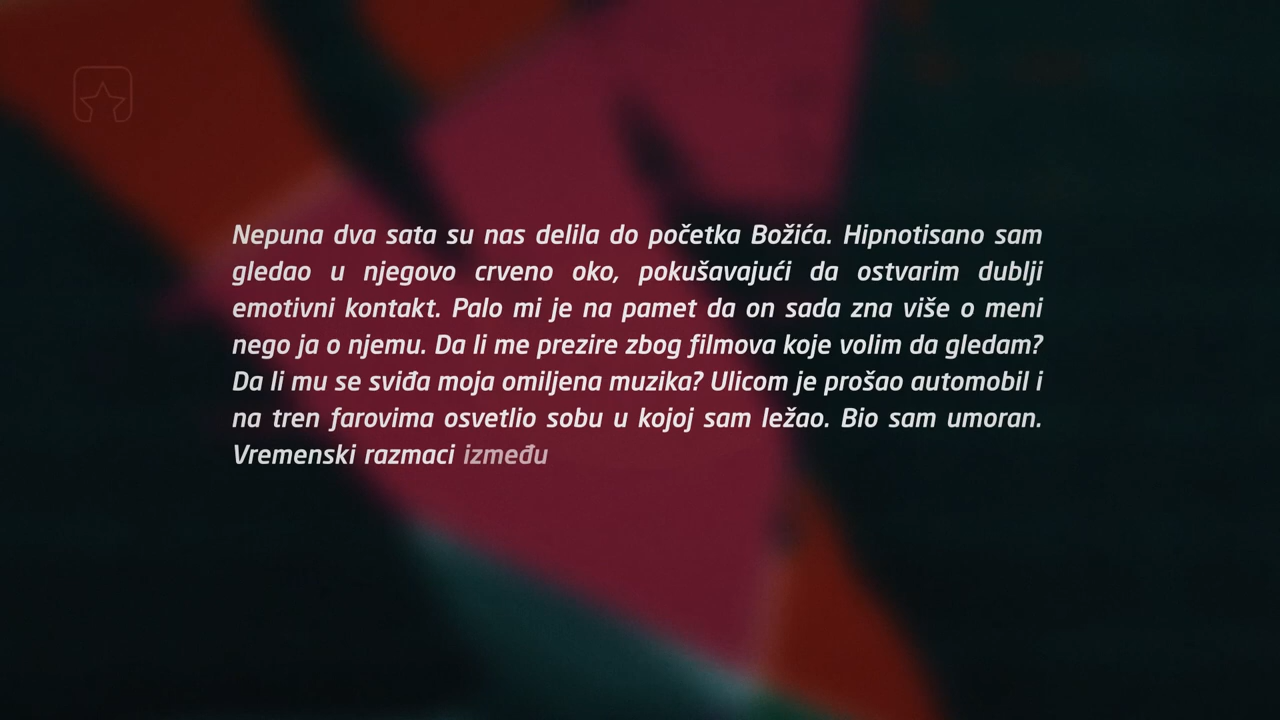 Nepuna dva sata su nas delila do početka Božića. Hipnotisano sam
gledao u njegovo crveno oko, pokušavajući da ostvarim dublji
emotivni kontakt. Palo mi je na pamet da on sada zna više o meni
nego ja o njemu. Da li me prezire zbog filmova koje volim da gledam?
Da li mu se sviđa moja omiljena muzika? Ulicom je prošao automobil i
na tren farovima osvetlio sobu u kojoj sam ležao. Bio sam umoran.
Vremenski razmaci između